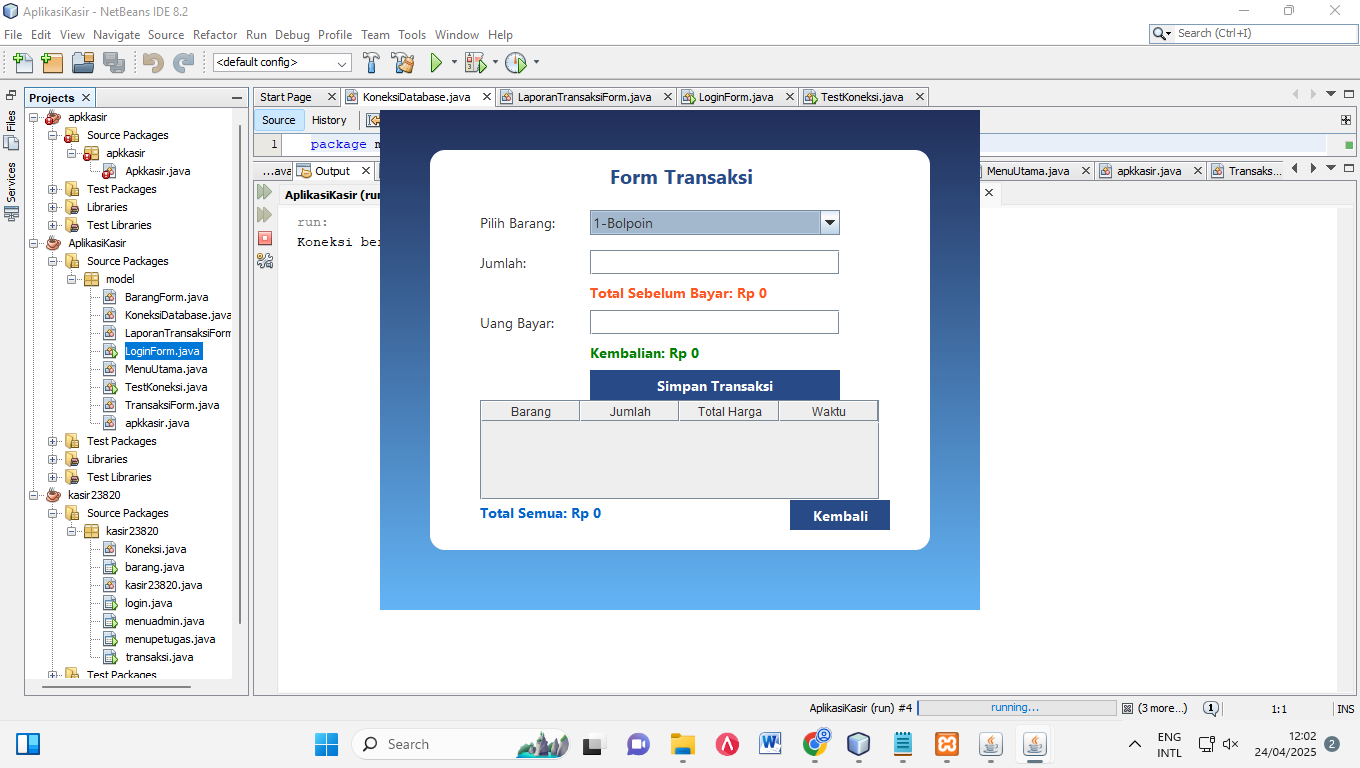 AplikasiKasir - NetBeans IDE 8.2
File Edit View Navigate Source Refactor Run Debug Profile Team Tools Window Help
Search (Ctrl+I)
<default config>
Projects
Start Page KoneksiDatabase.java LaporanTransaksiForm.java LoginForm.java TestKoneksi.java
Files
Services
Source History
1 package
...ava Output MenuUtama.java apkkasir.java Transaks...
AplikasiKasir (ru
run:
Koneksi ber
apkkasir
Source Packages
apkkasir
Apkkasir.java
Test Packages
Libraries
Test Libraries
AplikasiKasir
Source Packages
model
BarangForm.java
KoneksiDatabase.java
LaporanTransaksiForm
LoginForm.java
MenuUtama.java
TestKoneksi.java
TransaksiForm.java
apkkasir.java
Test Packages
Libraries
Test Libraries
kasir23820
Source Packages
kasir23820
Koneksi.java
barang.java
kasir23820.java
login.java
menuadmin.java
menupetugas.java
transaksi.java
Test Packages
Form Transaksi
Pilih Barang: 1-Bolpoin
Jumlah:
Total Sebelum Bayar: Rp 0
Uang Bayar:
Kembalian: Rp 0
Simpan Transaksi
Barang Jumlah Total Harga Waktu
Total Semua: Rp 0
Kembali
AplikasiKasir (run) #4 running... (3 more...) 1 1:1 INS
Search
ENG
INTL
12:02
24/04/2025
2